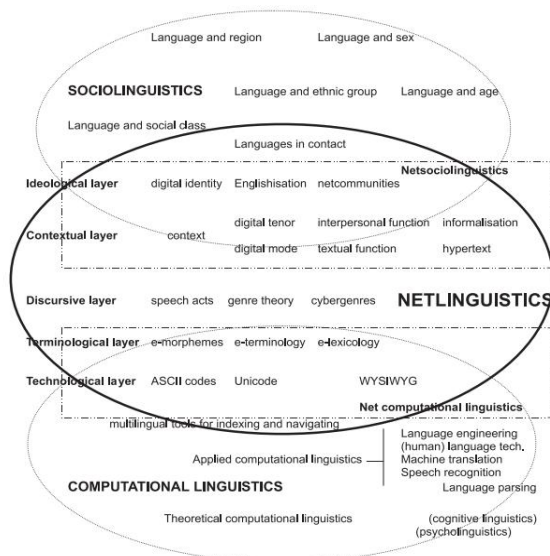 Language and region Language and sex
SOCIOLINGUISTICS Language and ethnic group Language and age
Language and social class
Languages in contact
Netsociolinguistics
Ideological layer digital identity Englishisation netcommunities
digital tenor interpersonal function informalisation
Contextual layer context
digital mode textual function hypertext
Discursive layer speech acts genre theory cybergenres NETLINGUISTICS
Terminological layer e-morphemes e-terminology e-lexicology
Technological layer ASCII codes Unicode WYSIWYG
Net computational linguistics
multilingual tools for indexing and navigating
Language engineering
(human) language tech.
Applied computational linguistics Machine translation
Speech recognition
COMPUTATIONAL LINGUISTICS Language parsing
Theoretical computational linguistics (cognitive linguistics)
(psycholinguistics)